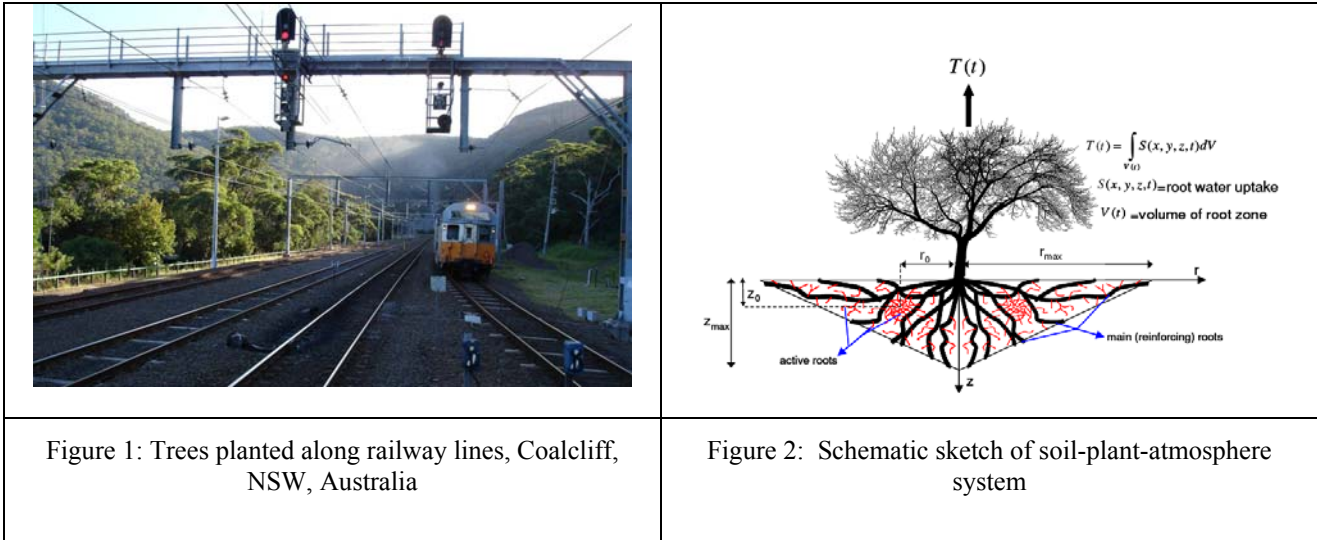 T(t)
T(t) = ∫S(x, y, z, t)dV
V(t)
S(x, y, z, t)=root water uptake
V(t) =volume of root zone
r₀
rₘₐₓ
r
z₀
zₘₐₓ
main (reinforcing) roots
active roots
z
Figure 1: Trees planted along railway lines, Coalcliff,
NSW, Australia
Figure 2: Schematic sketch of soil-plant-atmosphere
system